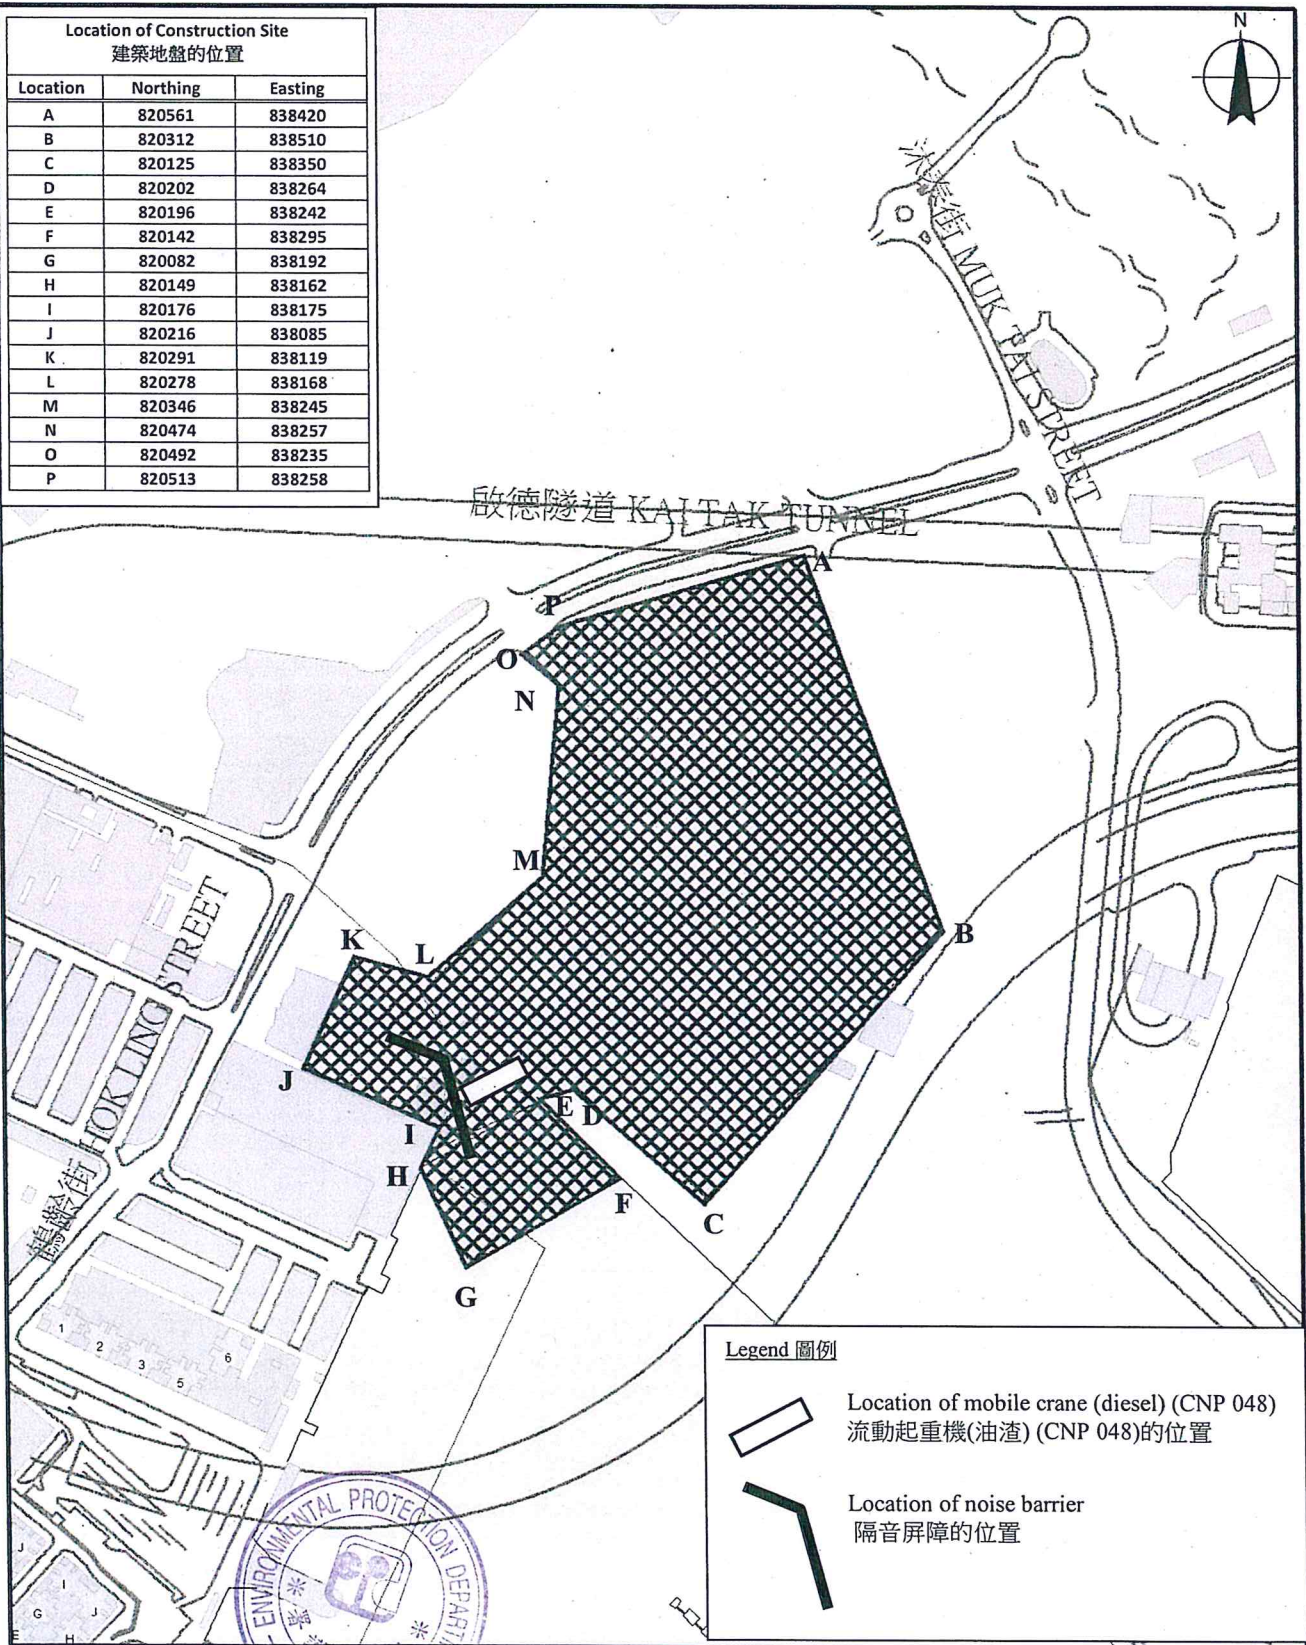 Location of Construction Site
建築地盤的位置
Location Northing Easting
A 820561 838420
B 820312 838510
C 820125 838350
D 820202 838264
E 820196 838242
F 820142 838295
G 820082 838192
H 820149 838162
I 820176 838175
J 820216 838085
K 820291 838119
L 820278 838168
M 820346 838245
N 820474 838257
O 820492 838235
P 820513 838258
N
沐泰街 MUK TAI STREET
啟德隧道 KAI TAK TUNNEL
A
P
O
N
M
B
K
L
J
E
D
I
H
F
C
G
鶴齡街 HOK LING STREET
1
2
3
5
6
J
I
G
J
E
H
Legend 圖例
Location of mobile crane (diesel) (CNP 048)
流動起重機(油渣) (CNP 048)的位置
Location of noise barrier
隔音屏障的位置
ENVIRONMENTAL PROTECTION